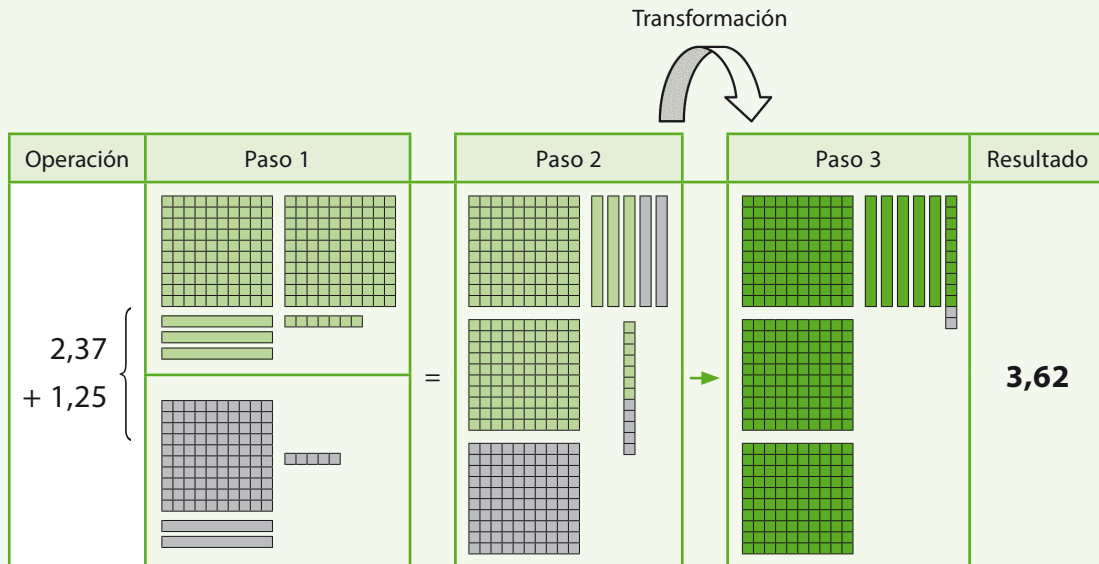 Transformación
Operación
Paso 1
Paso 2
Paso 3
Resultado
2,37
+ 1,25
=
3,62